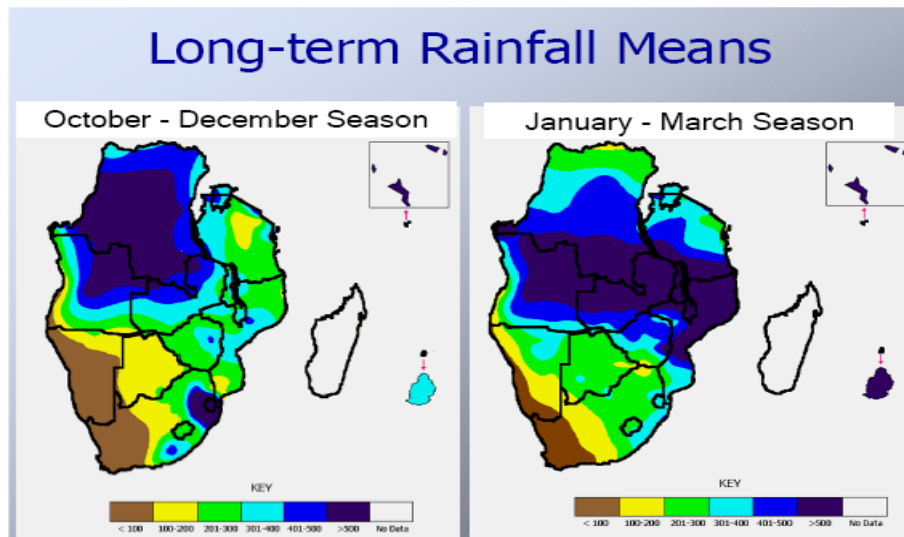 Long-term Rainfall Means
October - December Season
January - March Season
KEY
< 100 100-200 201-300 301-400 401-500 >500 No Data
KEY
< 100 100-200 201-300 301-400 401-500 >500 No Data